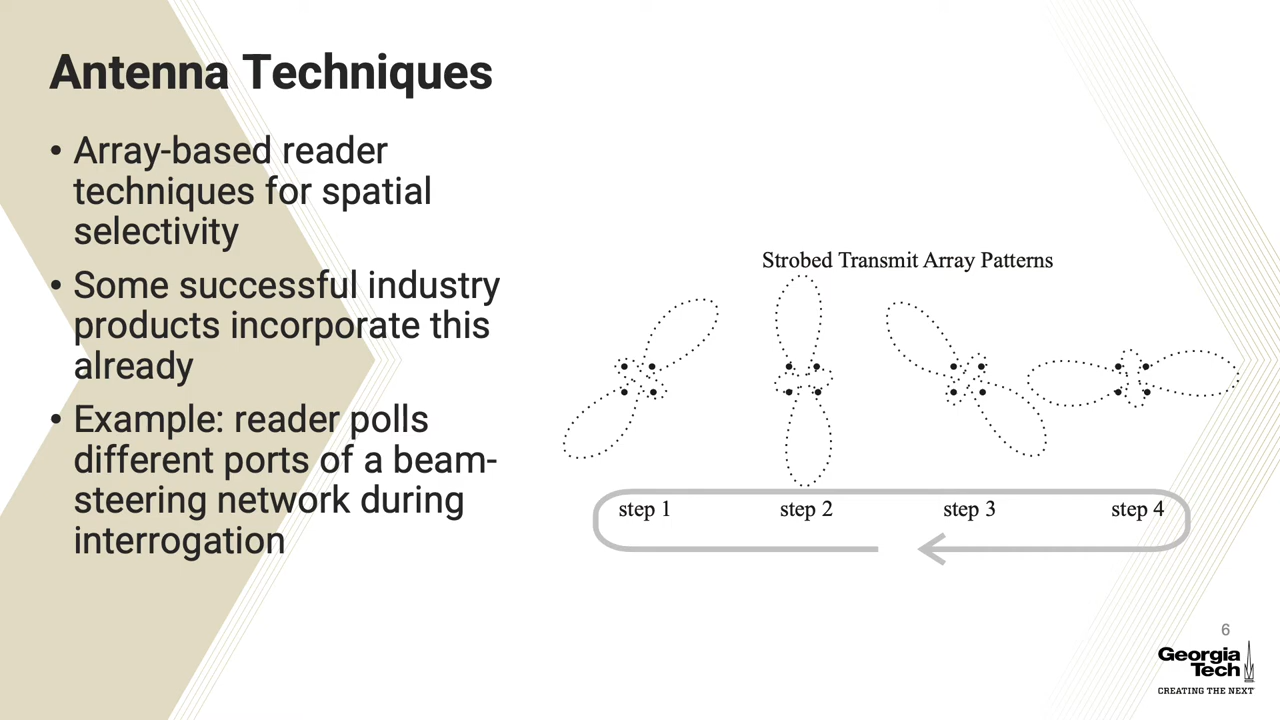 Antenna Techniques
• Array-based reader
techniques for spatial
selectivity
• Some successful industry
products incorporate this
already
• Example: reader polls
different ports of a beam-
steering network during
interrogation
Strobed Transmit Array Patterns
step 1 step 2 step 3 step 4
6
Georgia
Tech
CREATING THE NEXT